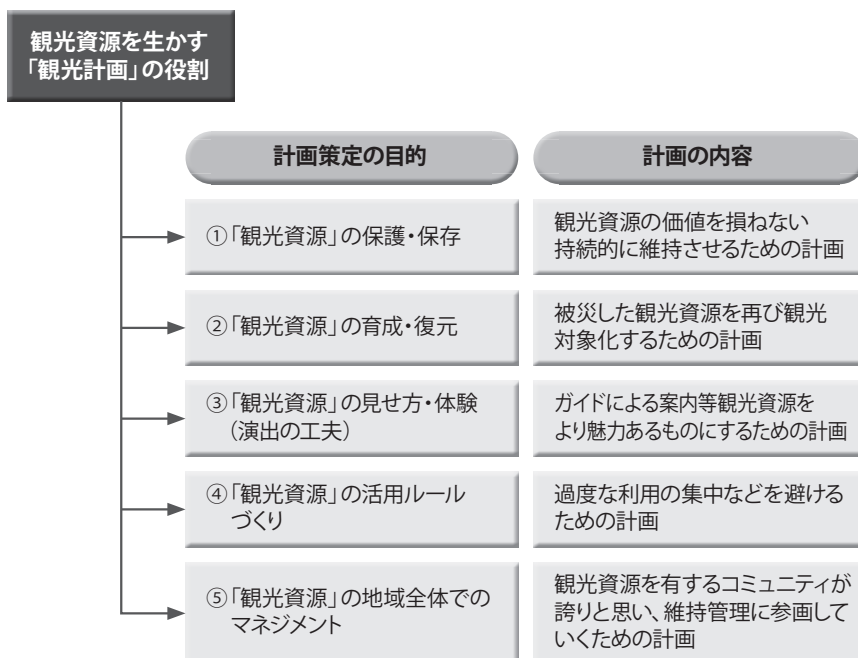 観光資源を生かす
「観光計画」の役割
計画策定の目的
計画の内容
①「観光資源」の保護・保存
観光資源の価値を損ねない
持続的に維持させるための計画
②「観光資源」の育成・復元
被災した観光資源を再び観光
対象化するための計画
③「観光資源」の見せ方・体験
（演出の工夫）
ガイドによる案内等観光資源を
より魅力あるものにするための計画
④「観光資源」の活用ルール
づくり
過度な利用の集中などを避ける
ための計画
⑤「観光資源」の地域全体での
マネジメント
観光資源を有するコミュニティが
誇りと思い、維持管理に参画して
いくための計画